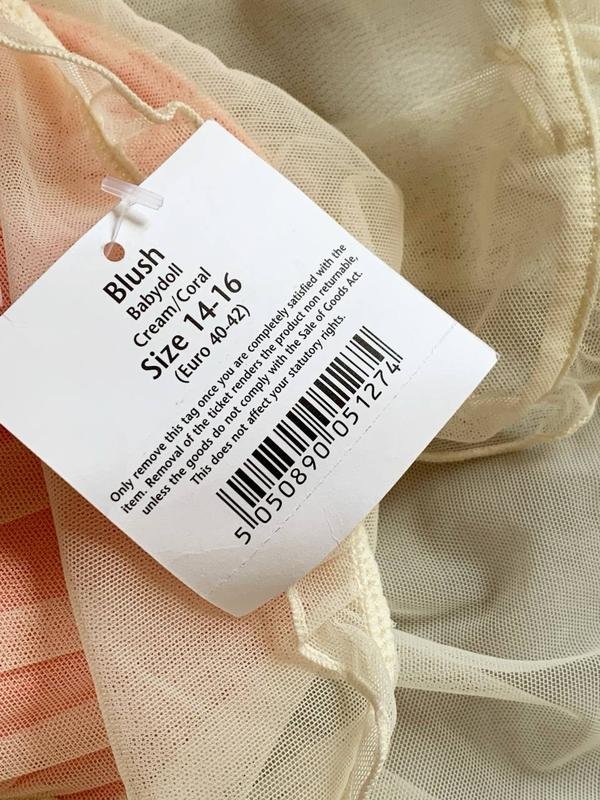 Blush
Babydoll
Cream/Coral
Size 14-16
(Euro 40-42)
Only remove this tag once you are completely satisfied with the
item. Removal of the ticket renders the product non returnable,
unless the goods do not comply with the Sale of Goods Act.
This does not affect your statutory rights.
5 050890 051274